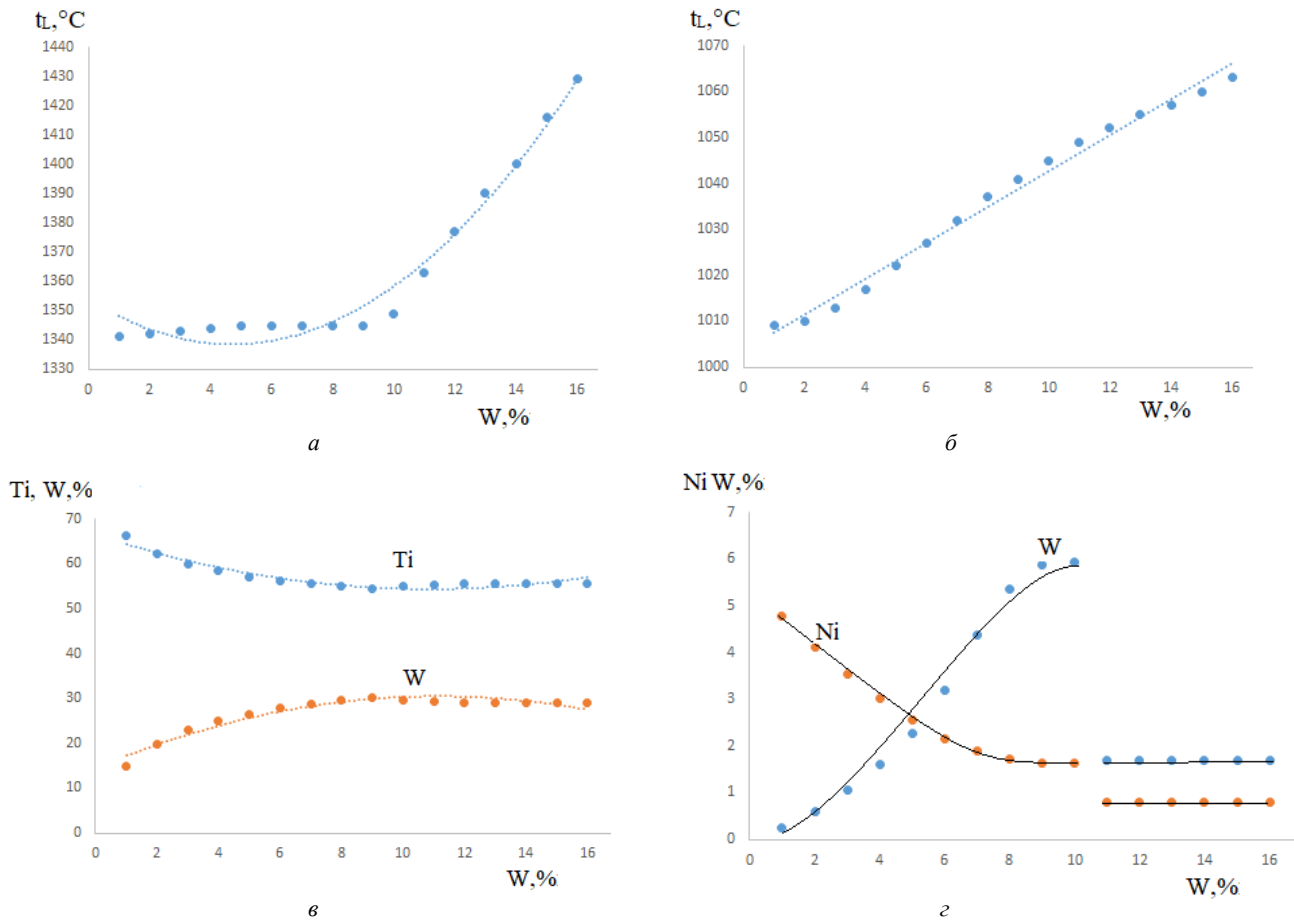 tL,°C
1440
1430
1420
1410
1400
1390
1380
1370
1360
1350
1340
1330
0 2 4 6 8 10 12 14 16
W,%
а
tL,°C
1070
1060
1050
1040
1030
1020
1010
1000
0 2 4 6 8 10 12 14 16
W,%
б
Ti, W,%
70
60
50
40
30
20
10
0
Ti
W
0 2 4 6 8 10 12 14 16
W,%
в
Ni W,%
7
6
5
4
3
2
1
0
W
Ni
0 2 4 6 8 10 12 14 16
W,%
г